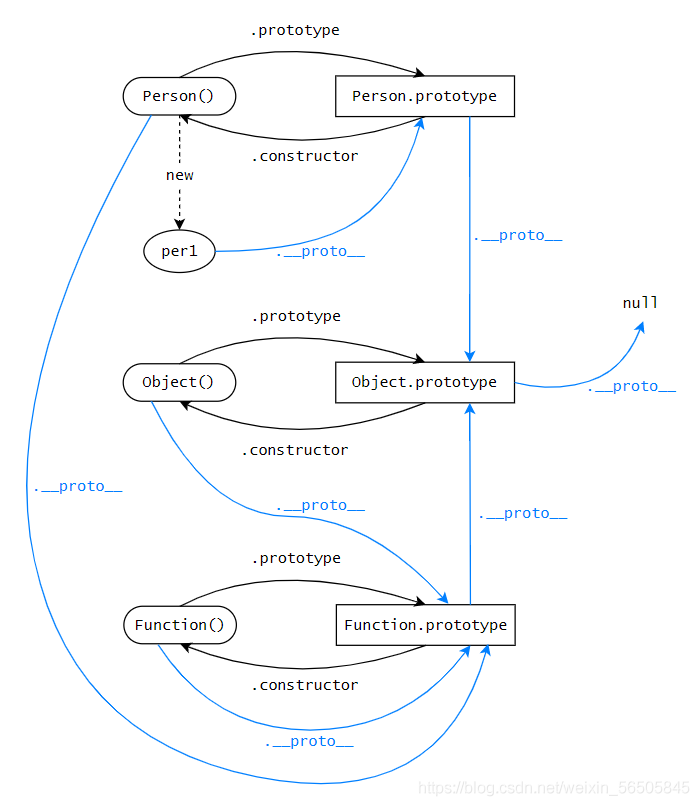 .prototype
Person()
Person.prototype
.constructor
new
per1
.__proto__
.__proto__
null
.prototype
Object()
Object.prototype
.__proto__
.constructor
.__proto__
.__proto__
.__proto__
.prototype
Function()
Function.prototype
.constructor
.__proto__
https://blog.csdn.net/weixin_56505845